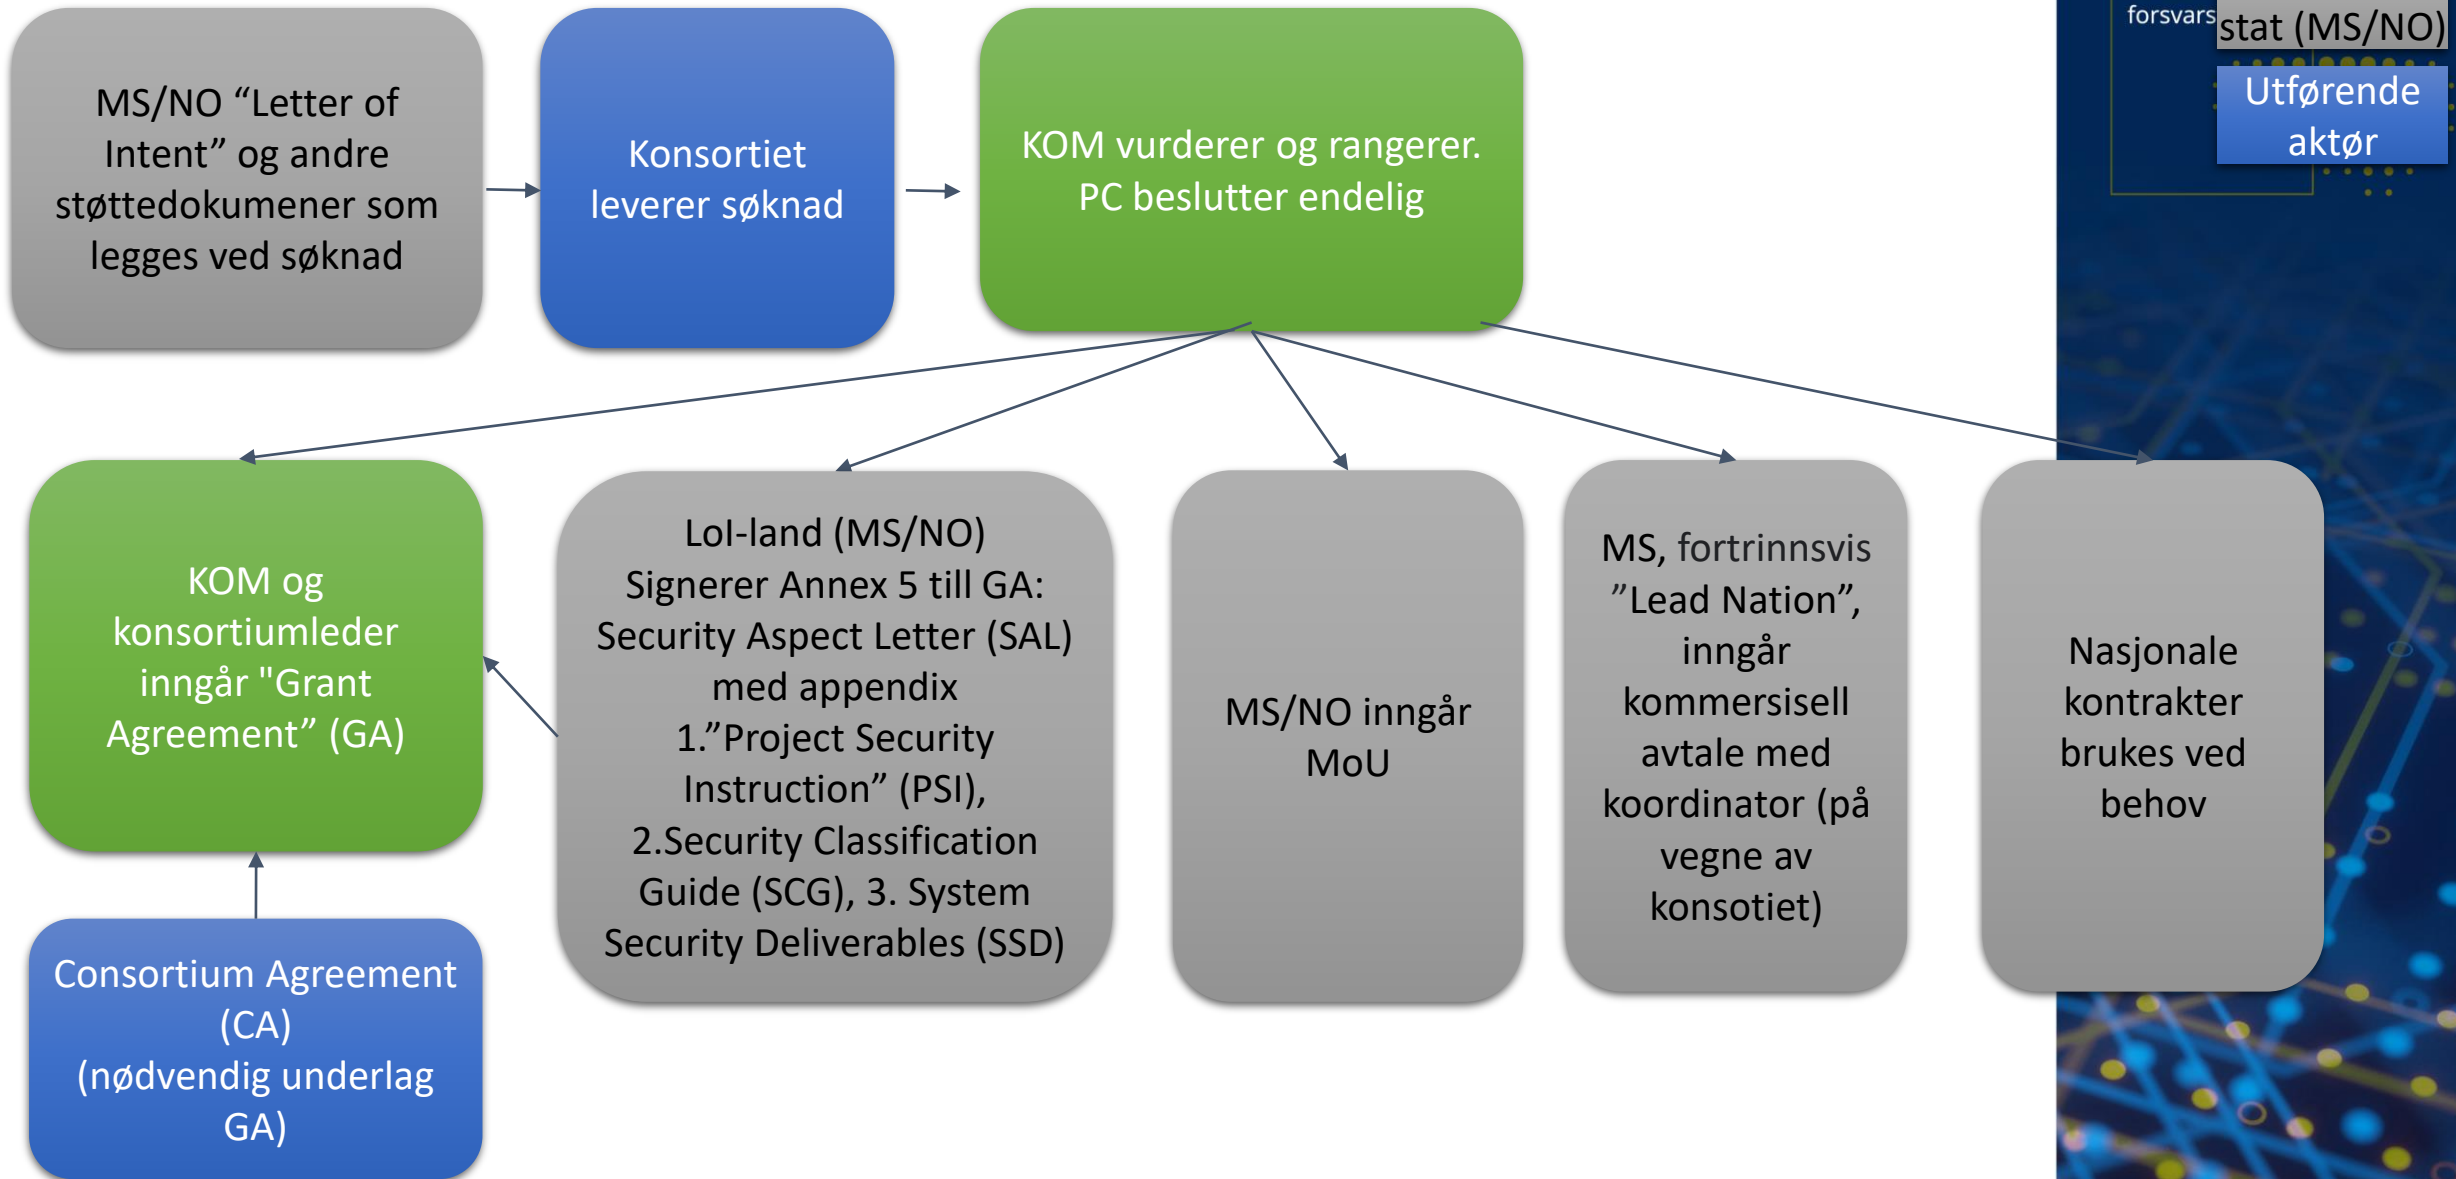 MS/NO “Letter of
Intent” og andre
støttedokumener som
legges ved søknad
Konsortiet
leverer søknad
KOM vurderer og rangerer.
PC beslutter endelig
forsvars
stat (MS/NO)
Utførende
aktør
KOM og
konsortiumleder
inngår "Grant
Agreement” (GA)
LoI-land (MS/NO)
Signerer Annex 5 till GA:
Security Aspect Letter (SAL)
med appendix
1.”Project Security
Instruction” (PSI),
2.Security Classification
Guide (SCG), 3. System
Security Deliverables (SSD)
MS/NO inngår
MoU
MS, fortrinnsvis
”Lead Nation”,
inngår
kommersisell
avtale med
koordinator (på
vegne av
konsotiet)
Nasjonale
kontrakter
brukes ved
behov
Consortium Agreement
(CA)
(nødvendig underlag
GA)